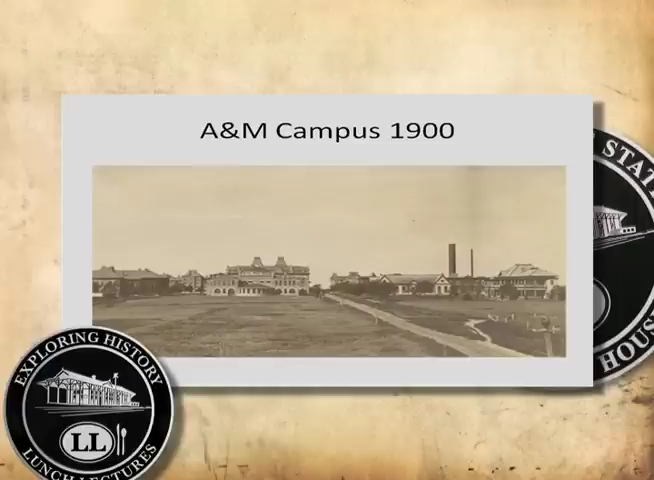 A&M Campus 1900
EXPLORING HISTORY
LL
LUNCH LECTURES
STAT
HOUS